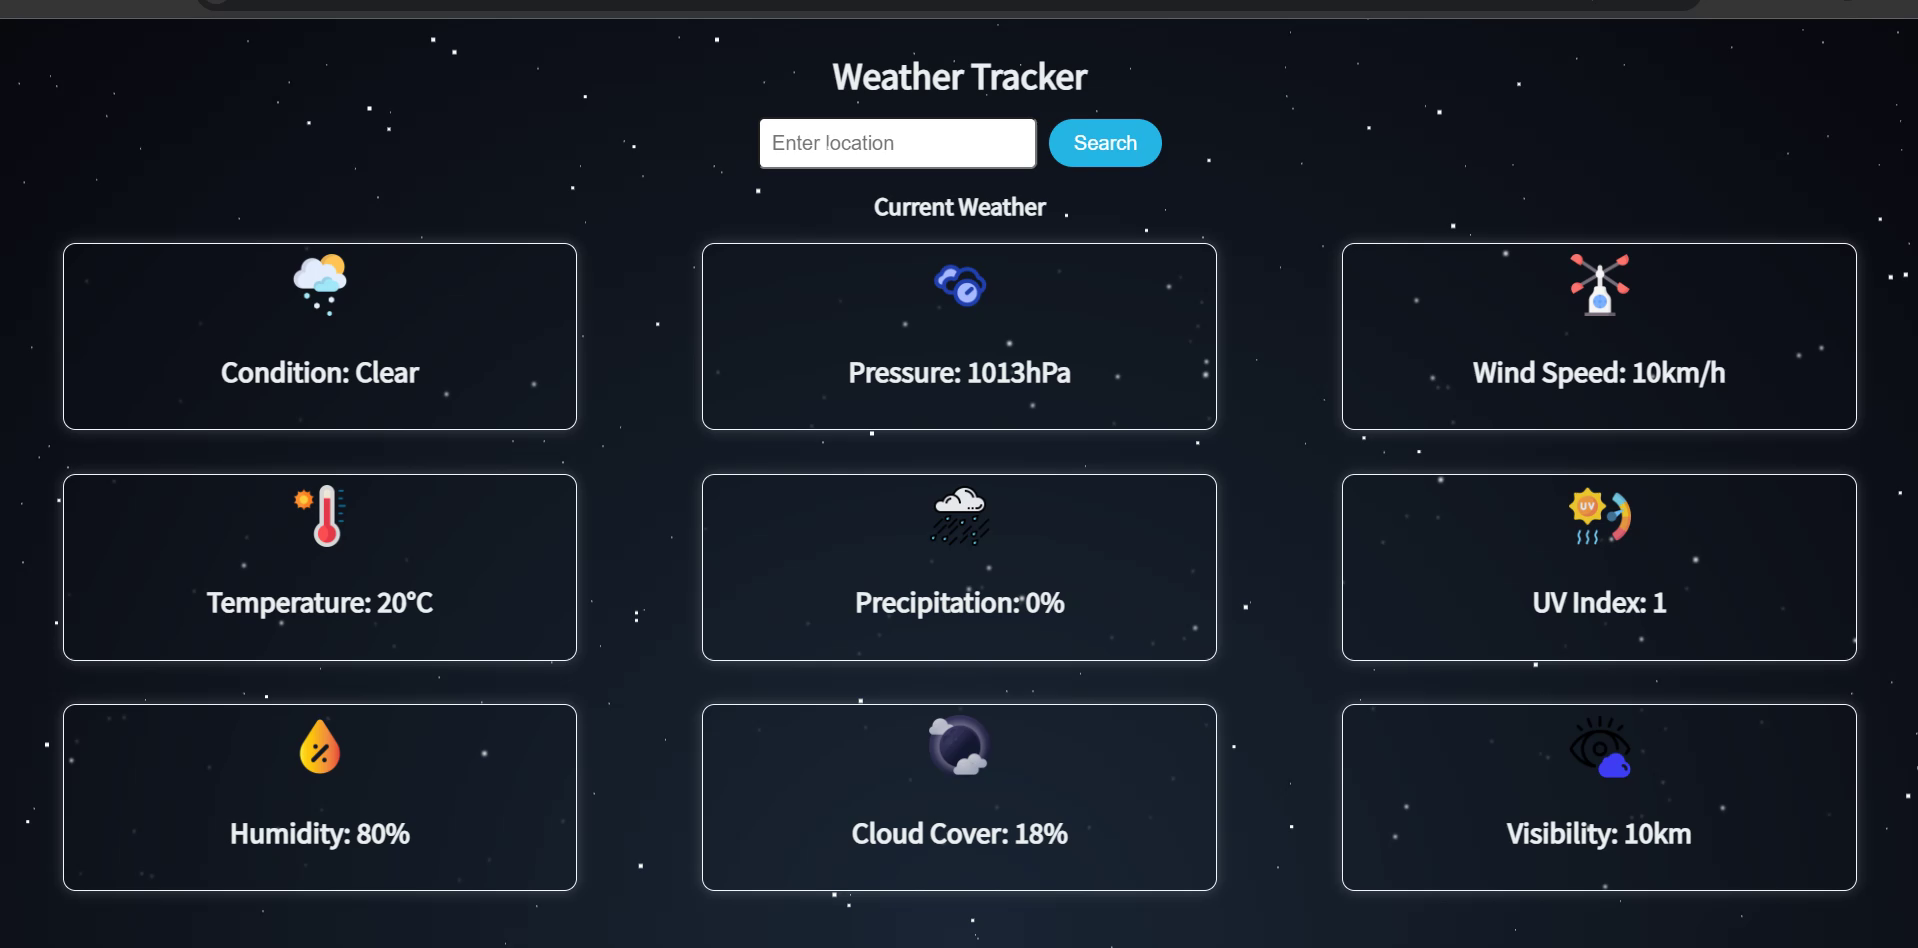 Weather Tracker
Enter location
Search
Current Weather
Condition: Clear
Pressure: 1013hPa
Wind Speed: 10km/h
Temperature: 20°C
Precipitation: 0%
UV
UV Index: 1
%
Humidity: 80%
Cloud Cover: 18%
Visibility: 10km